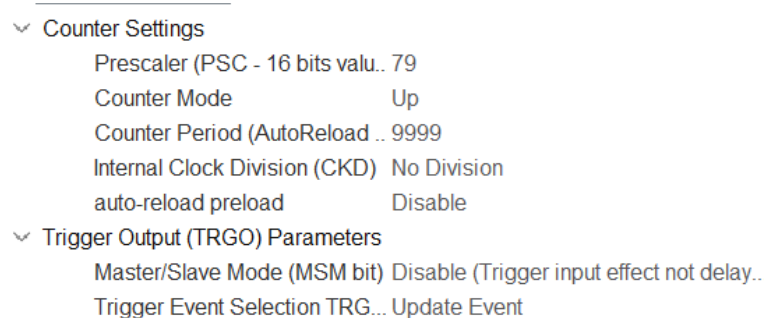 Counter Settings
Prescaler (PSC - 16 bits valu.. 79
Counter Mode Up
Counter Period (AutoReload .. 9999
Internal Clock Division (CKD) No Division
auto-reload preload Disable
Trigger Output (TRGO) Parameters
Master/Slave Mode (MSM bit) Disable (Trigger input effect not delay..
Trigger Event Selection TRG... Update Event